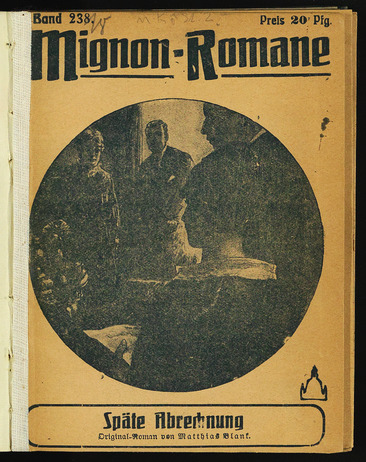 Band 238.
Preis 20 Pfg.
Mignon-Romane
Späte Abrechnung
Original-Roman von Matthias Blank.